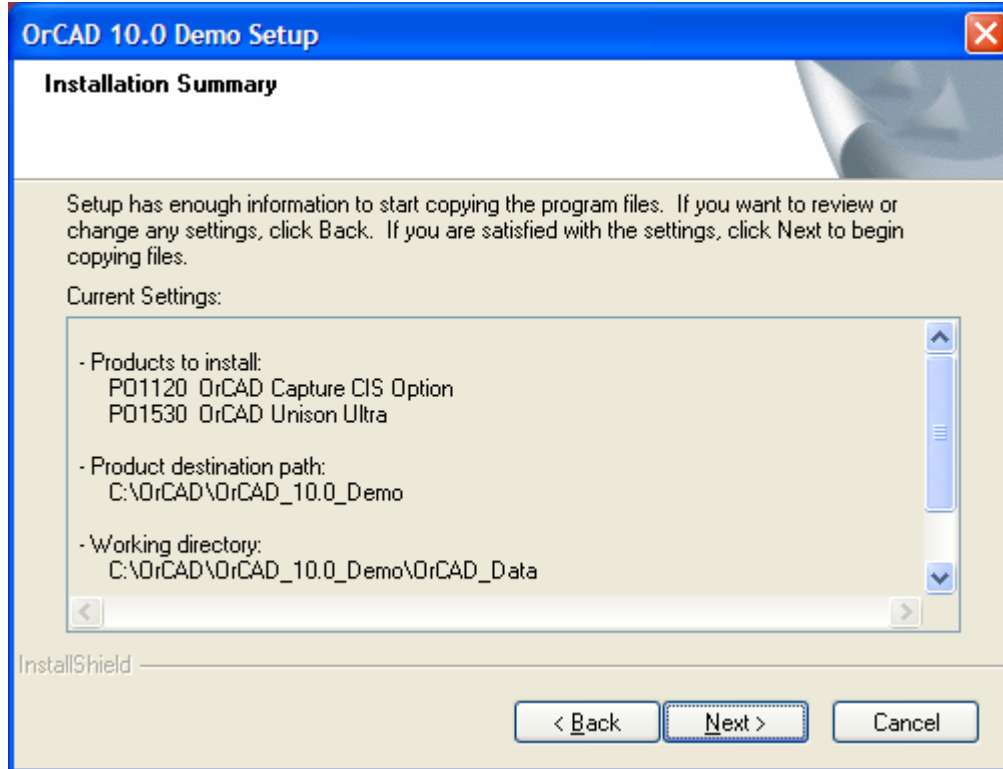 OrCAD 10.0 Demo Setup
Installation Summary
Setup has enough information to start copying the program files. If you want to review or
change any settings, click Back. If you are satisfied with the settings, click Next to begin
copying files.
Current Settings:
- Products to install:
PO1120 OrCAD Capture CIS Option
PO1530 OrCAD Unison Ultra
- Product destination path:
C:\OrCAD\OrCAD_10.0_Demo
- Working directory:
C:\OrCAD\OrCAD_10.0_Demo\OrCAD_Data
InstallShield
< Back Next > Cancel